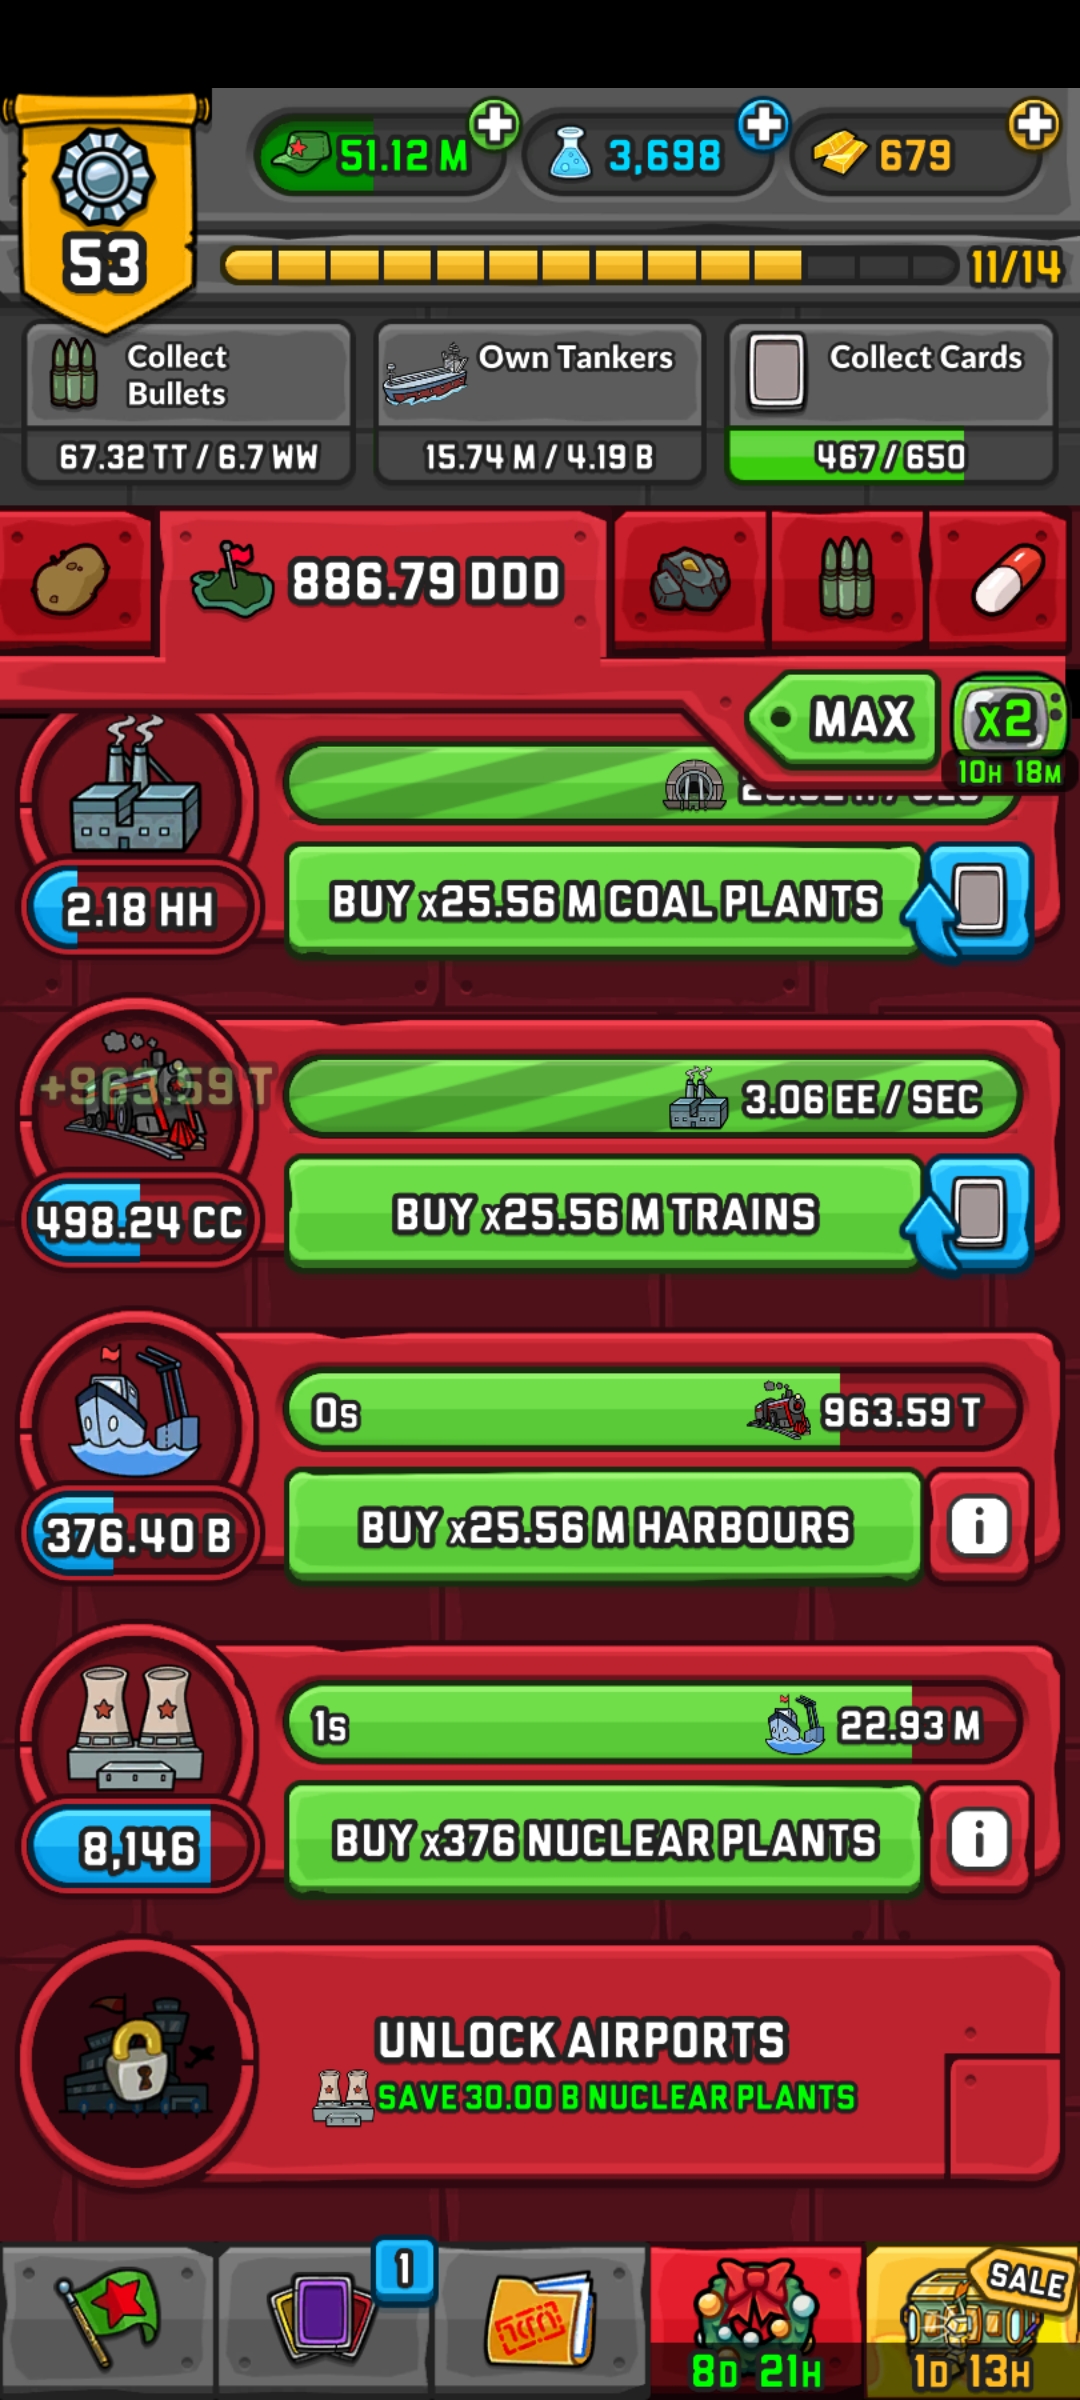 51.12 M
3,698
679
53
11/14
Collect
Bullets
Own Tankers
Collect Cards
67.32 TT / 6.7 WW
15.74 M / 4.19 B
467 / 650
886.79 DDD
MAX
x2
10H 18M
2.18 HH
BUY x25.56 M COAL PLANTS
+963.59 T
3.06 EE / SEC
498.24 CC
BUY x25.56 M TRAINS
0s
963.59 T
376.40 B
BUY x25.56 M HARBOURS
i
1s
22.93 M
8,146
BUY x376 NUCLEAR PLANTS
i
UNLOCK AIRPORTS
SAVE 30.00 B NUCLEAR PLANTS
1
SALE
8D 21H
1D 13H